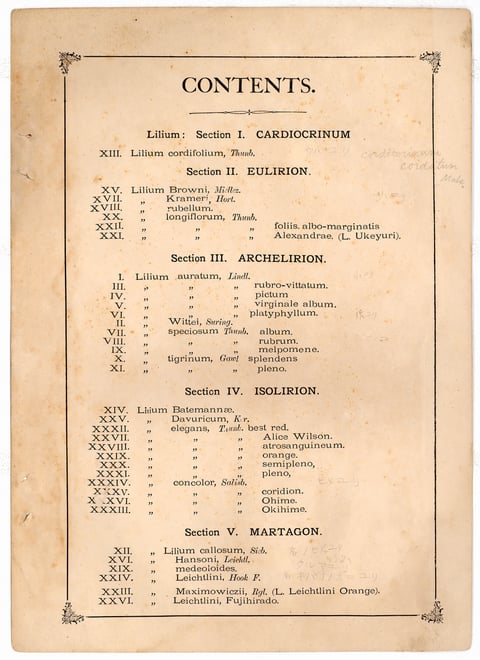 CONTENTS.
Lilium: Section I. CARDIOCRINUM
XIII. Lilium cordifolium, Thunb.
cardiocrinum
cordatum
Mak.
Section II. EULIRION.
XV. Lilium Browni, Miellez.
XVII. „ Krameri, Hort.
XVIII. „ rubellum.
XX. „ longiflorum, Thunb.
XXII. „ „ „ foliis. albo-marginatis
XXI. „ „ „ Alexandrae. (L. Ukeyuri).
Section III. ARCHELIRION.
I. Lilium auratum, Lindl.
III. „ „ „ rubro-vittatum.
IV. „ „ „ pictum
V. „ „ „ virginale album.
VI. „ „ „ platyphyllum.
II. „ Wittei, Suring.
VII. „ speciosum Thunb. album.
VIII. „ „ „ rubrum.
IX. „ „ „ melpomene.
X. „ tigrinum, Gawl splendens
XI. „ „ „ pleno.
Section IV. ISOLIRION.
XIV. Lilium Batemannæ.
XXV. „ Davuricum, Ker.
XXXII. „ elegans, Thunb. best red.
XXVII. „ „ „ Alice Wilson.
XXVIII. „ „ „ atrosanguineum.
XXIX. „ „ „ orange.
XXX. „ „ „ semipleno,
XXXI. „ „ „ pleno,
XXXIV. „ concolor, Salisb.
XXXV. „ „ „ coridion.
XXXVI. „ „ „ Ohime.
XXXIII. „ „ „ Okihime.
Section V. MARTAGON.
XII, „ Lilium callosum, Sieb.
XVI. „ Hansoni, Leichtl.
XIX. „ medeoloides.
XXIV. „ Leichtlini, Hook F.
XXIII. „ Maximowiczii, Rgl. (L. Leichtlini Orange).
XXVI. „ Leichtlini, Fujihirado.